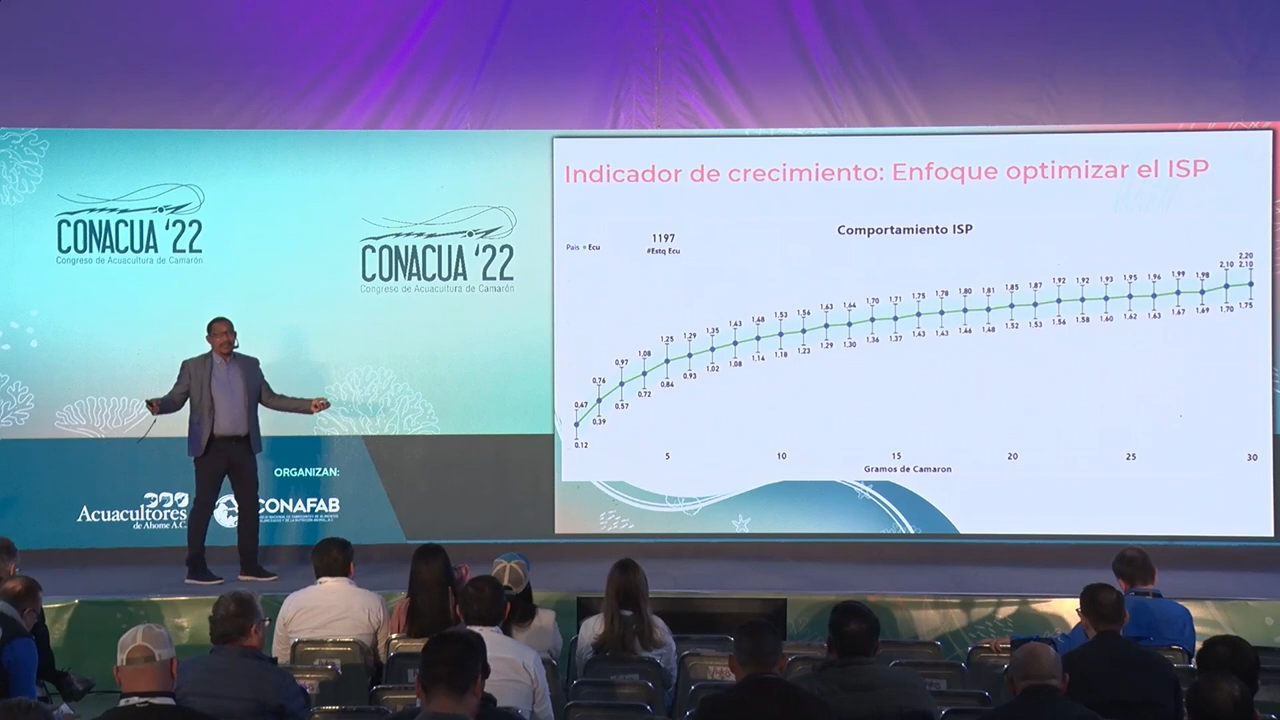 CONACUA '22
Congreso de Acuacultura de Camarón
CONACUA '22
Congreso de Acuacultura de Camarón
ORGANIZAN:
Acuacultores
de Ahome A.C.
CONAFAB
Indicador de crecimiento: Enfoque optimizar el ISP
Comportamiento ISP
País Ecu
1197
#Estq Ecu
0,47 0,76 0,97 1,08 1,25 1,29 1,35 1,43 1,48 1,53 1,56 1,63 1,64 1,70 1,71 1,75 1,78 1,80 1,81 1,85 1,87 1,92 1,92 1,93 1,95 1,96 1,99 1,98 2,10 2,20
2,10
0,12 0,39 0,57 0,72 0,84 0,93 1,02 1,08 1,14 1,18 1,23 1,29 1,30 1,36 1,37 1,43 1,43 1,46 1,48 1,52 1,53 1,56 1,58 1,60 1,62 1,63 1,67 1,69 1,70 1,75
5 10 15 20 25 30
Gramos de Camaron